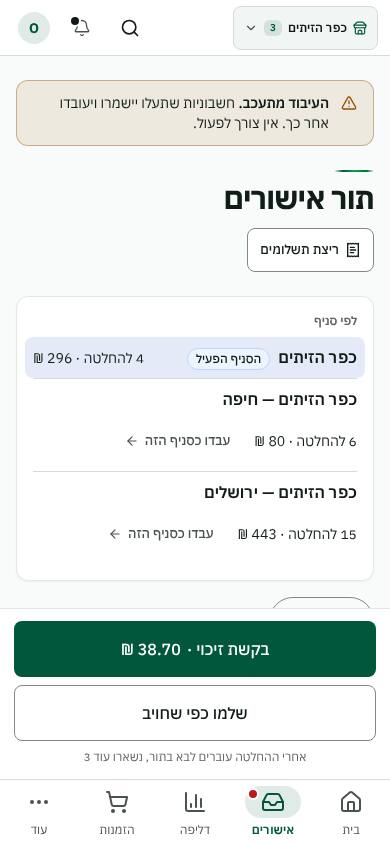 כפר הזיתים 3
O
העיבוד מתעכב. חשבוניות שתעלו יישמרו ויעובדו
אחר כך. אין צורך לפעול.
תור אישורים
ריצת תשלומים
לפי סניף
כפר הזיתים הסניף הפעיל 4 להחלטה · 296 ₪
כפר הזיתים – חיפה
6 להחלטה · 80 ₪ עבדו כסניף הזה ←
כפר הזיתים – ירושלים
15 להחלטה · 443 ₪ עבדו כסניף הזה ←
בקשת זיכוי · 38.70 ₪
שלמו כפי שחויב
אחרי ההחלטה עוברים לבא בתור, נשארו עוד 3
בית
אישורים
דליפה
הזמנות
עוד